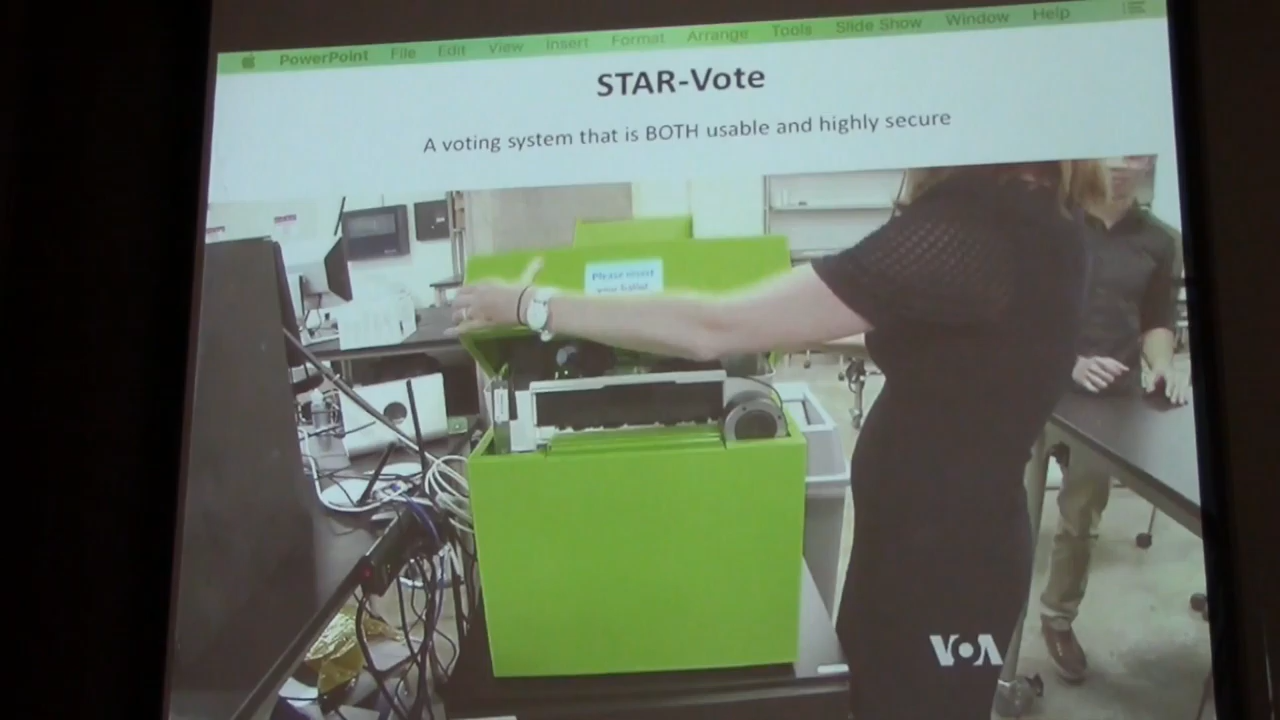 PowerPoint File Edit View Insert Format Arrange Tools Slide Show Window Help
STAR-Vote
A voting system that is BOTH usable and highly secure
Please insert
your ballot
VOA